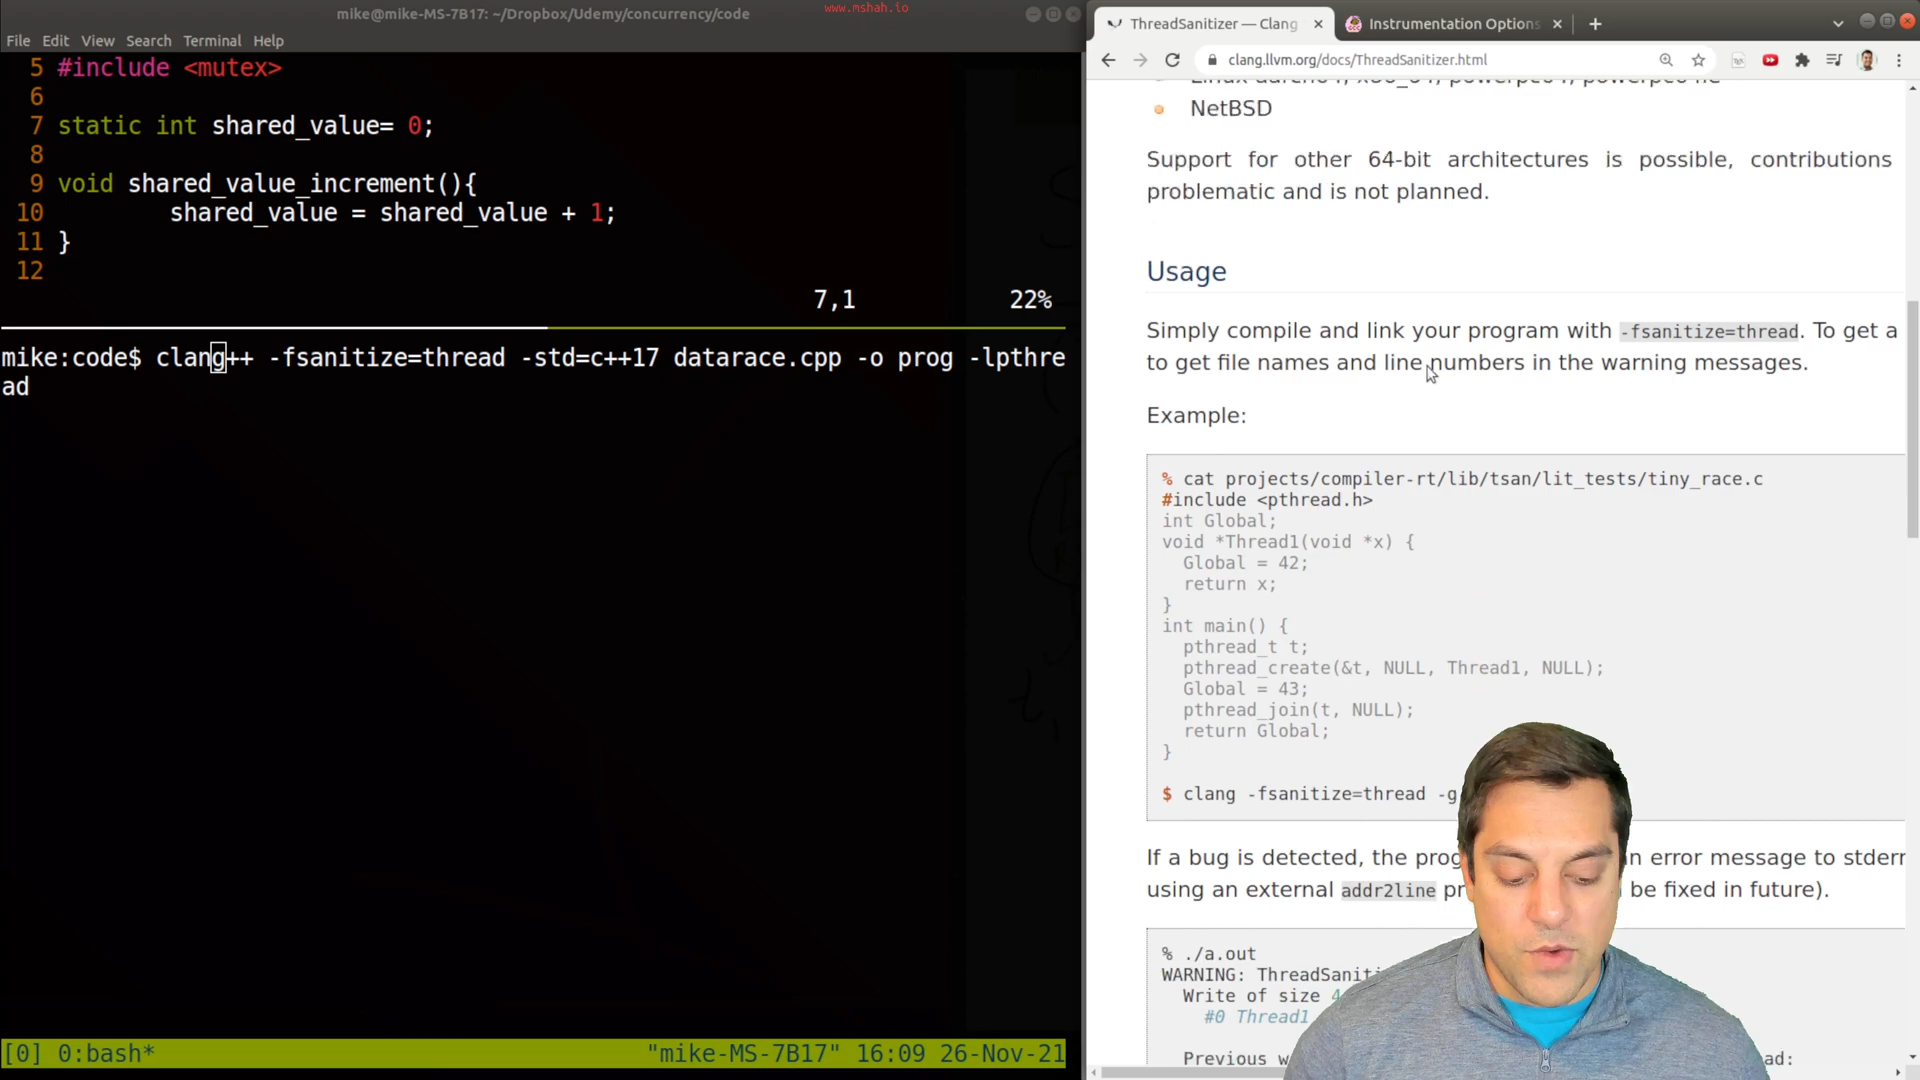 mike@mike-MS-7B17: ~/Dropbox/Udemy/concurrency/code
www.mshah.io
File Edit View Search Terminal Help
5 #include <mutex>
6
7 static int shared_value= 0;
8
9 void shared_value_increment(){
10 shared_value = shared_value + 1;
11 }
12
7,1 22%
mike:code$ clang++ -fsanitize=thread -std=c++17 datarace.cpp -o prog -lpthre
ad
[0] 0:bash* "mike-MS-7B17" 16:09 26-Nov-21
ThreadSanitizer — Clang
Instrumentation Options
clang.llvm.org/docs/ThreadSanitizer.html
NetBSD
Support for other 64-bit architectures is possible, contributions
problematic and is not planned.
Usage
Simply compile and link your program with -fsanitize=thread. To get a
to get file names and line numbers in the warning messages.
Example:
% cat projects/compiler-rt/lib/tsan/lit_tests/tiny_race.c
#include <pthread.h>
int Global;
void *Thread1(void *x) {
Global = 42;
return x;
}
int main() {
pthread_t t;
pthread_create(&t, NULL, Thread1, NULL);
Global = 43;
pthread_join(t, NULL);
return Global;
}
$ clang -fsanitize=thread -g
If a bug is detected, the prog n error message to stderr
using an external addr2line pr be fixed in future).
% ./a.out
WARNING: ThreadSanit
Write of size 4
#0 Thread1
Previous w ad: